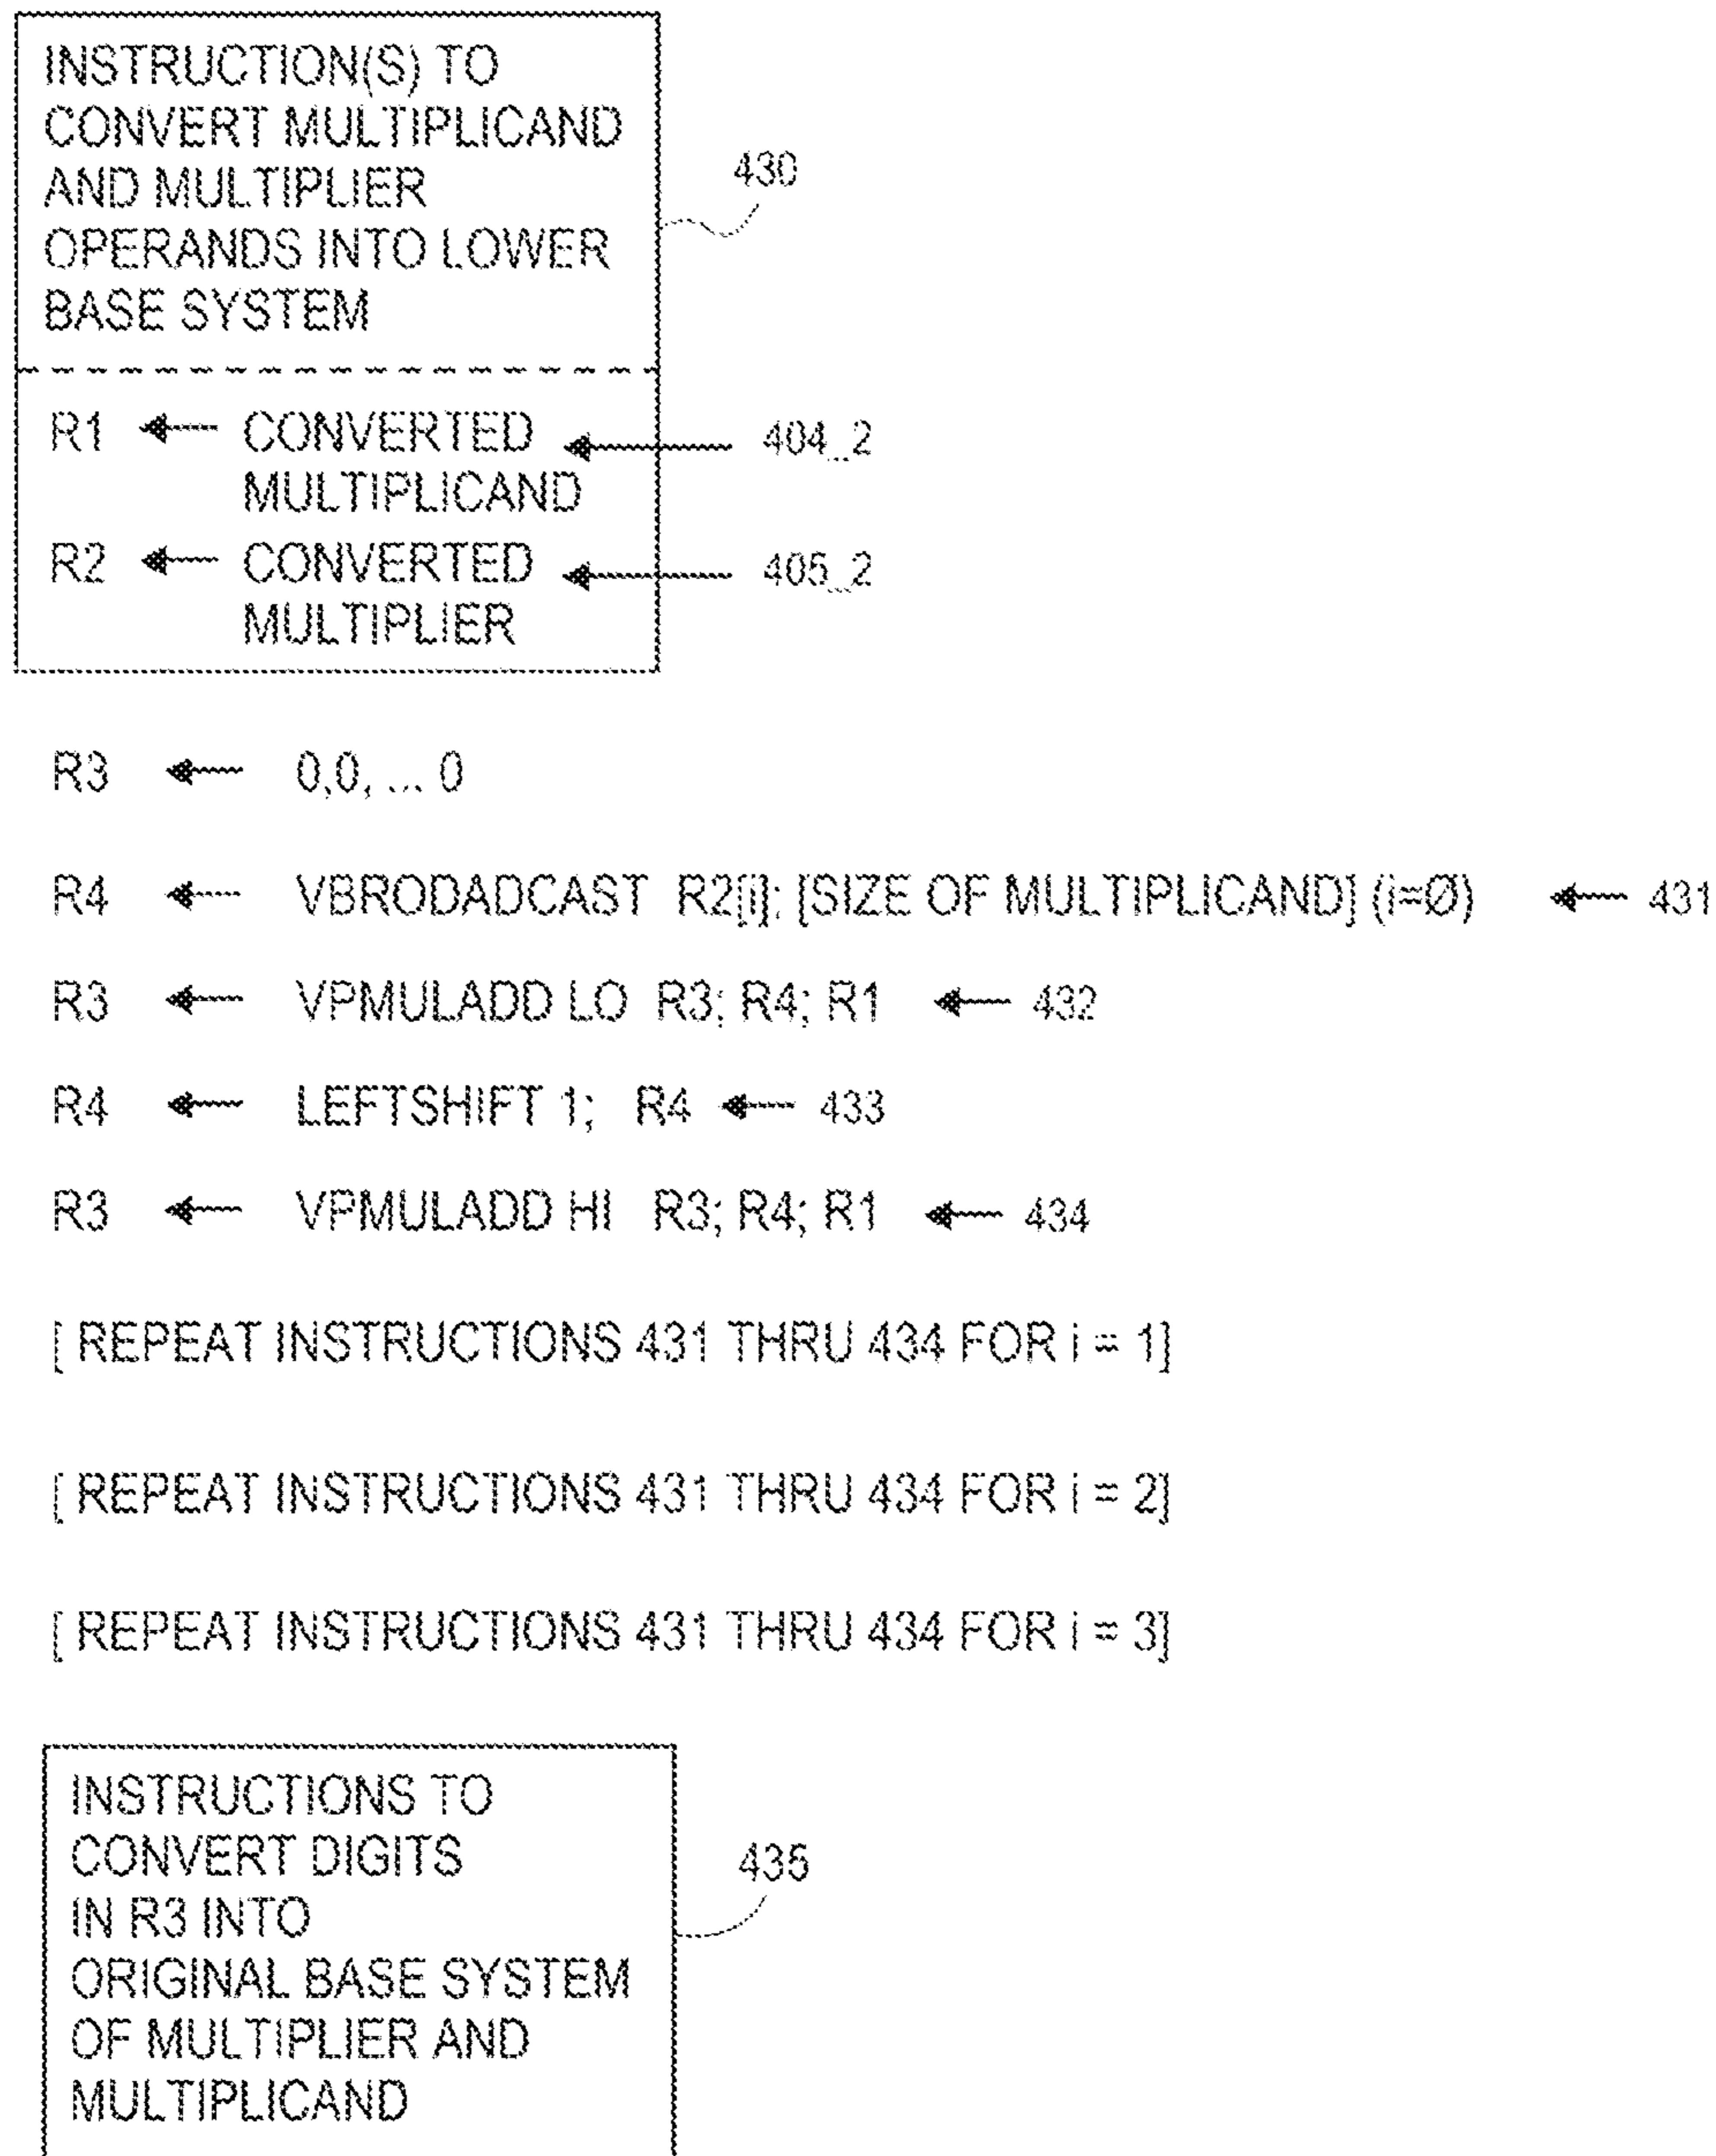 INSTRUCTION(S) TO
CONVERT MULTIPLICAND
AND MULTIPLIER
OPERANDS INTO LOWER
BASE SYSTEM
430
R1 ← CONVERTED ← 404_2
MULTIPLICAND
R2 ← CONVERTED ← 405_2
MULTIPLIER
R3 ← 0,0, ... 0
R4 ← VBRODADCAST R2[i]; [SIZE OF MULTIPLICAND] (i=Ø) ← 431
R3 ← VPMULADD LO R3; R4; R1 ← 432
R4 ← LEFTSHIFT 1; R4 ← 433
R3 ← VPMULADD HI R3; R4; R1 ← 434
[ REPEAT INSTRUCTIONS 431 THRU 434 FOR i = 1]
[ REPEAT INSTRUCTIONS 431 THRU 434 FOR i = 2]
[ REPEAT INSTRUCTIONS 431 THRU 434 FOR i = 3]
INSTRUCTIONS TO
CONVERT DIGITS
IN R3 INTO
ORIGINAL BASE SYSTEM
OF MULTIPLIER AND
MULTIPLICAND
435